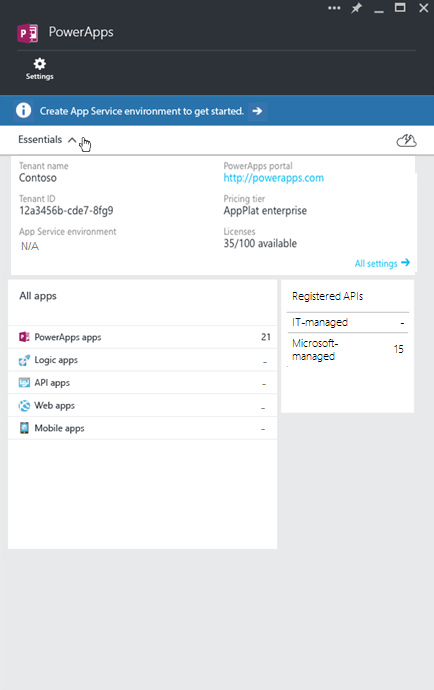 PowerApps
Settings
Create App Service environment to get started.
Essentials
Tenant name
Contoso
PowerApps portal
http://powerapps.com
Tenant ID
12a3456b-cde7-8fg9
Pricing tier
AppPlat enterprise
App Service environment
N/A
Licenses
35/100 available
All settings
All apps
PowerApps apps 21
Logic apps -
API apps -
Web apps -
Mobile apps -
Registered APIs
IT-managed -
Microsoft-
managed 15